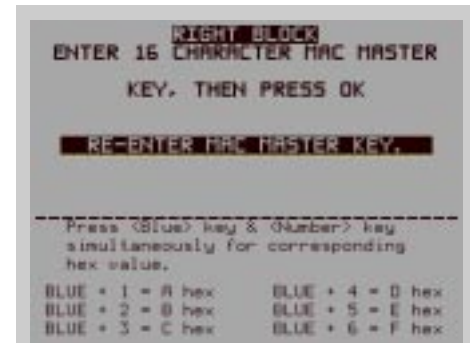 RIGHT BLOCK
ENTER 16 CHARACTER MAC MASTER
KEY, THEN PRESS OK
RE-ENTER MAC MASTER KEY.
Press <Blue> key & <Number> key
simultaneously for corresponding
hex value.
BLUE + 1 = A hex BLUE + 4 = D hex
BLUE + 2 = B hex BLUE + 5 = E hex
BLUE + 3 = C hex BLUE + 6 = F hex